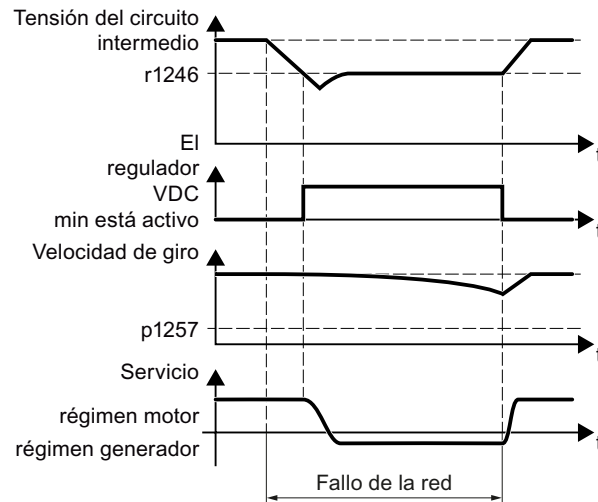 Tensión del circuito
intermedio
r1246
t
El
regulador
VDC
min está activo
t
Velocidad de giro
p1257
t
Servicio
régimen motor
régimen generador
t
Fallo de la red